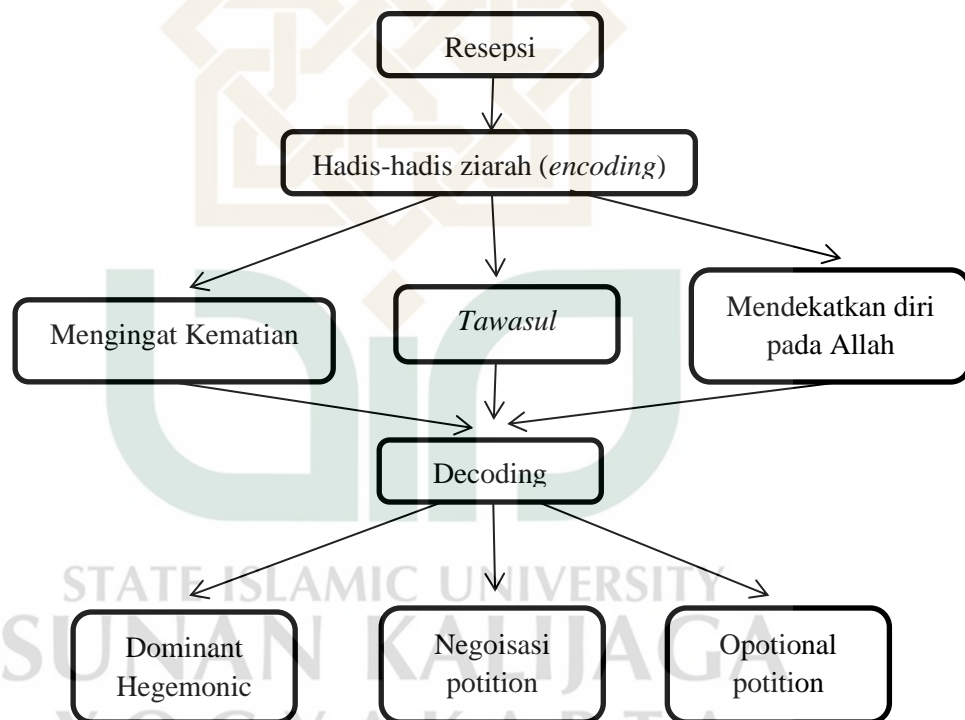 Resepsi
Hadis-hadis ziarah (encoding)
Mengingat Kematian
Tawasul
Mendekatkan diri
pada Allah
Decoding
STATE ISLAMIC UNIVERSITY
SUNAN KALIJAGA
Dominant
Hegemonic
Negoisasi
potition
Opotional
potition
YOGYAKARTA